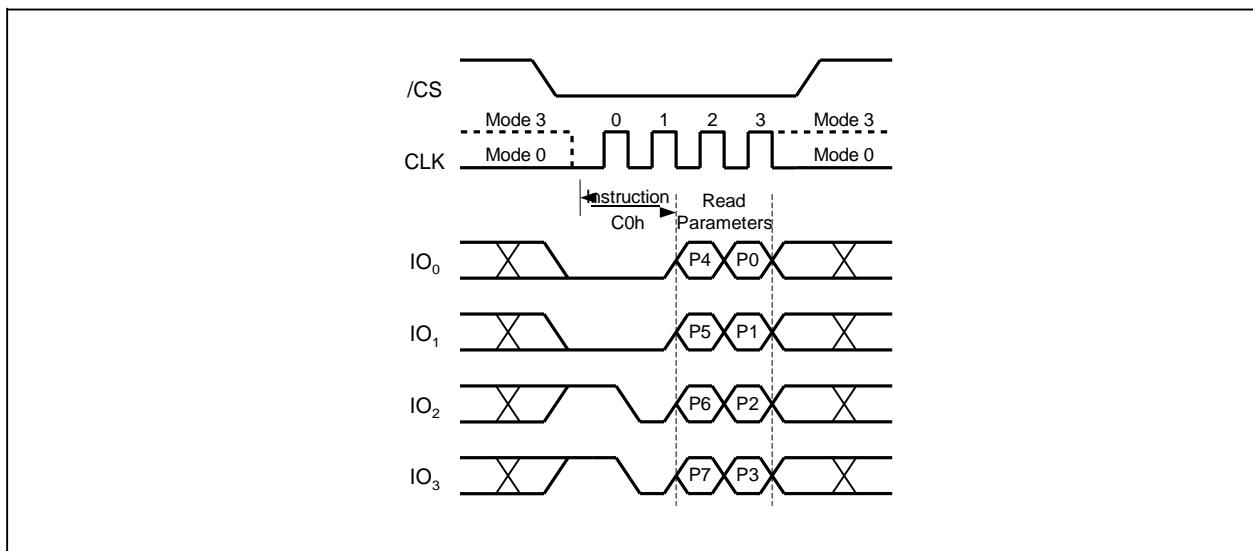 /CS
Mode 3 0 1 2 3 Mode 3
CLK Mode 0 Mode 0
Instruction Read
C0h Parameters
IO0 P4 P0
IO1 P5 P1
IO2 P6 P2
IO3 P7 P3